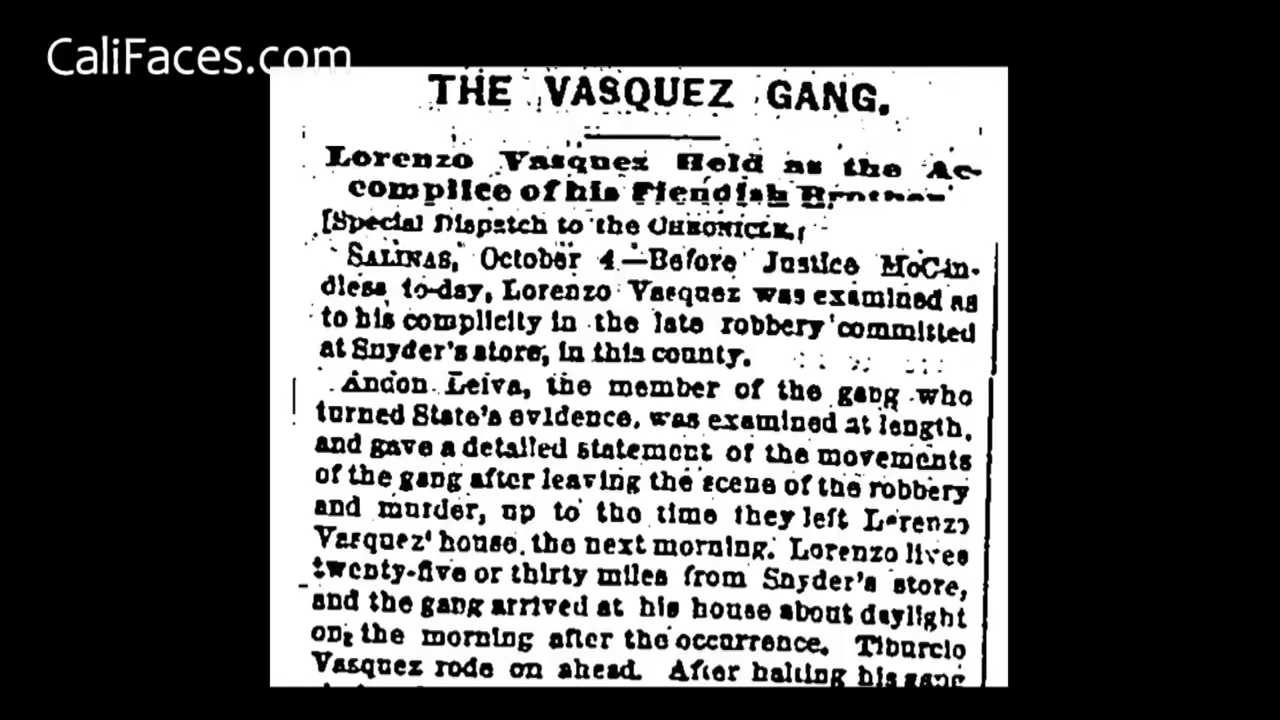 CaliFaces.com
THE VASQUEZ GANG.
Lorenzo Vasquez Held as the Ac-
complice of his Fiendish Brother
[Special Dispatch to the CHRONICLE.]
SALINAS, October 4.—Before Justice McCin-
dless to-day, Lorenzo Vasquez was examined as
to his complicity in the late robbery committed
at Snyder's store, in this county.
Andon Leiva, the member of the gang who
turned State's evidence, was examined at length,
and gave a detailed statement of the movements
of the gang after leaving the scene of the robbery
and murder, up to the time they left Lorenzo
Vasquez' house the next morning. Lorenzo lives
twenty-five or thirty miles from Snyder's store,
and the gang arrived at his house about daylight
on the morning after the occurrence. Tiburcio
Vasquez rode on ahead. After halting his gang